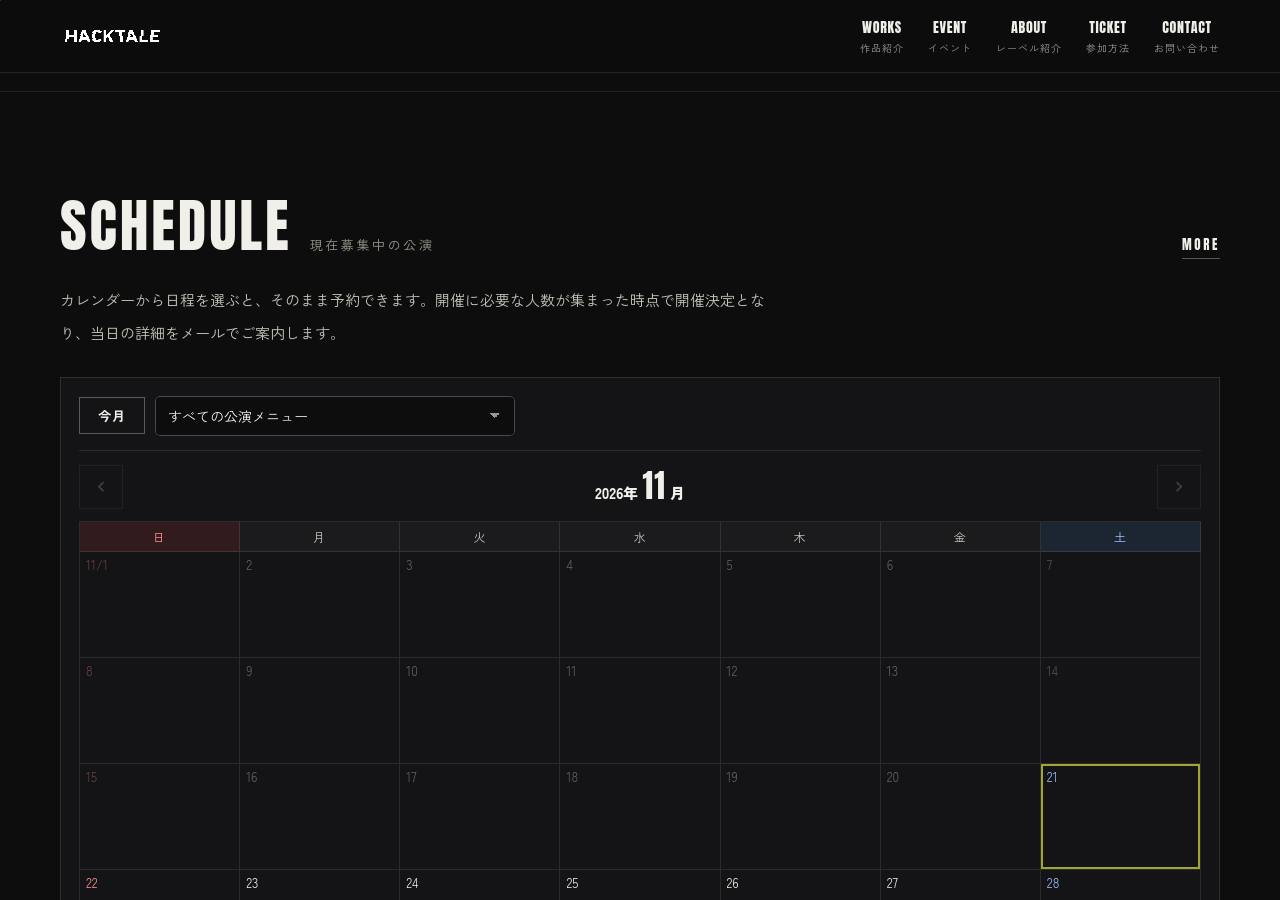 HACKTALE
WORKS EVENT ABOUT TICKET CONTACT
作品紹介 イベント レーベル紹介 参加方法 お問い合わせ
SCHEDULE 現在募集中の公演 MORE
カレンダーから日程を選ぶと、そのまま予約できます。開催に必要な人数が集まった時点で開催決定とな
り、当日の詳細をメールでご案内します。
今月 すべての公演メニュー
2026年 11 月
日 月 火 水 木 金 土
11/1 2 3 4 5 6 7
8 9 10 11 12 13 14
15 16 17 18 19 20 21
22 23 24 25 26 27 28